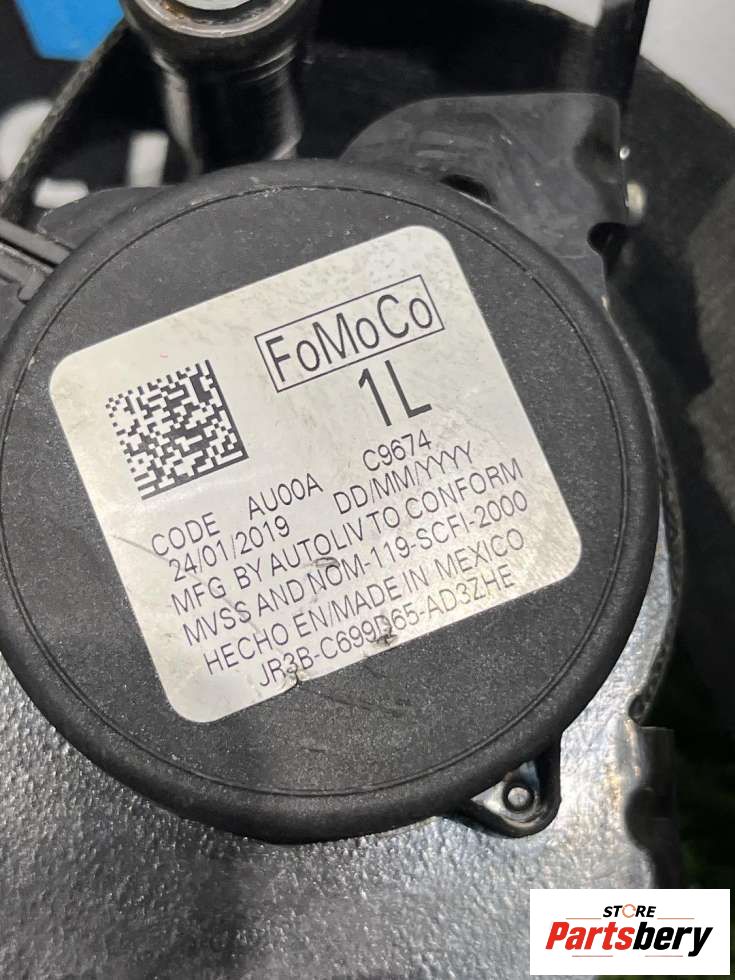 FoMoCo
1L
CODE AU00A C9674
24/01/2019 DD/MM/YYYY
MFG BY AUTOLIV TO CONFORM
MVSS AND NOM-119-SCFI-2000
HECHO EN/MADE IN MEXICO
JR3B-C699D65-AD3ZHE
STORE
Partsbery